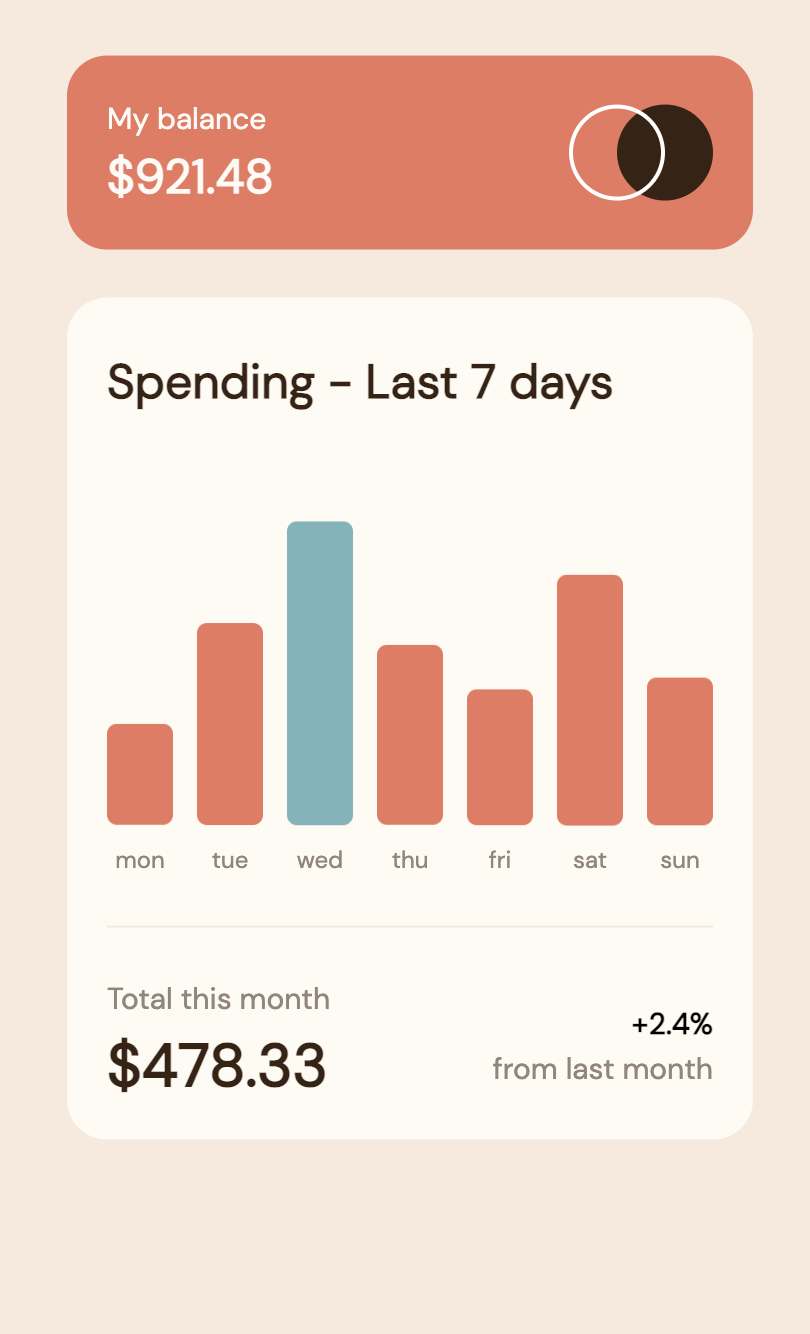 My balance
$921.48
Spending – Last 7 days
mon tue wed thu fri sat sun
Total this month
$478.33
+2.4%
from last month